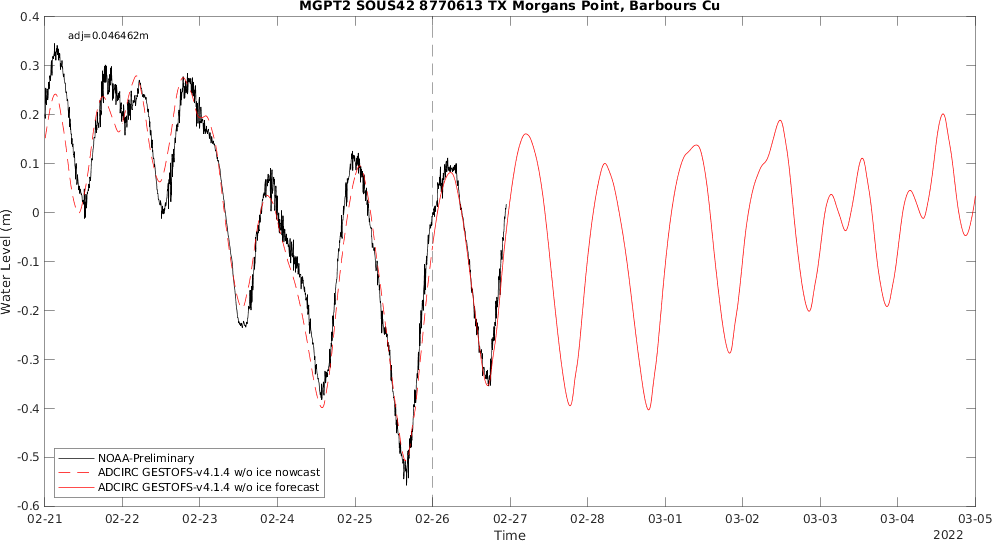 MGPT2 SOUS42 8770613 TX Morgans Point, Barbours Cu
adj=0.046462m
0.4
0.3
0.2
0.1
0
-0.1
-0.2
-0.3
-0.4
-0.5
-0.6
Water Level (m)
NOAA-Preliminary
ADCIRC GESTOFS-v4.1.4 w/o ice nowcast
ADCIRC GESTOFS-v4.1.4 w/o ice forecast
02-21 02-22 02-23 02-24 02-25 02-26 02-27 02-28 03-01 03-02 03-03 03-04 03-05
Time
2022